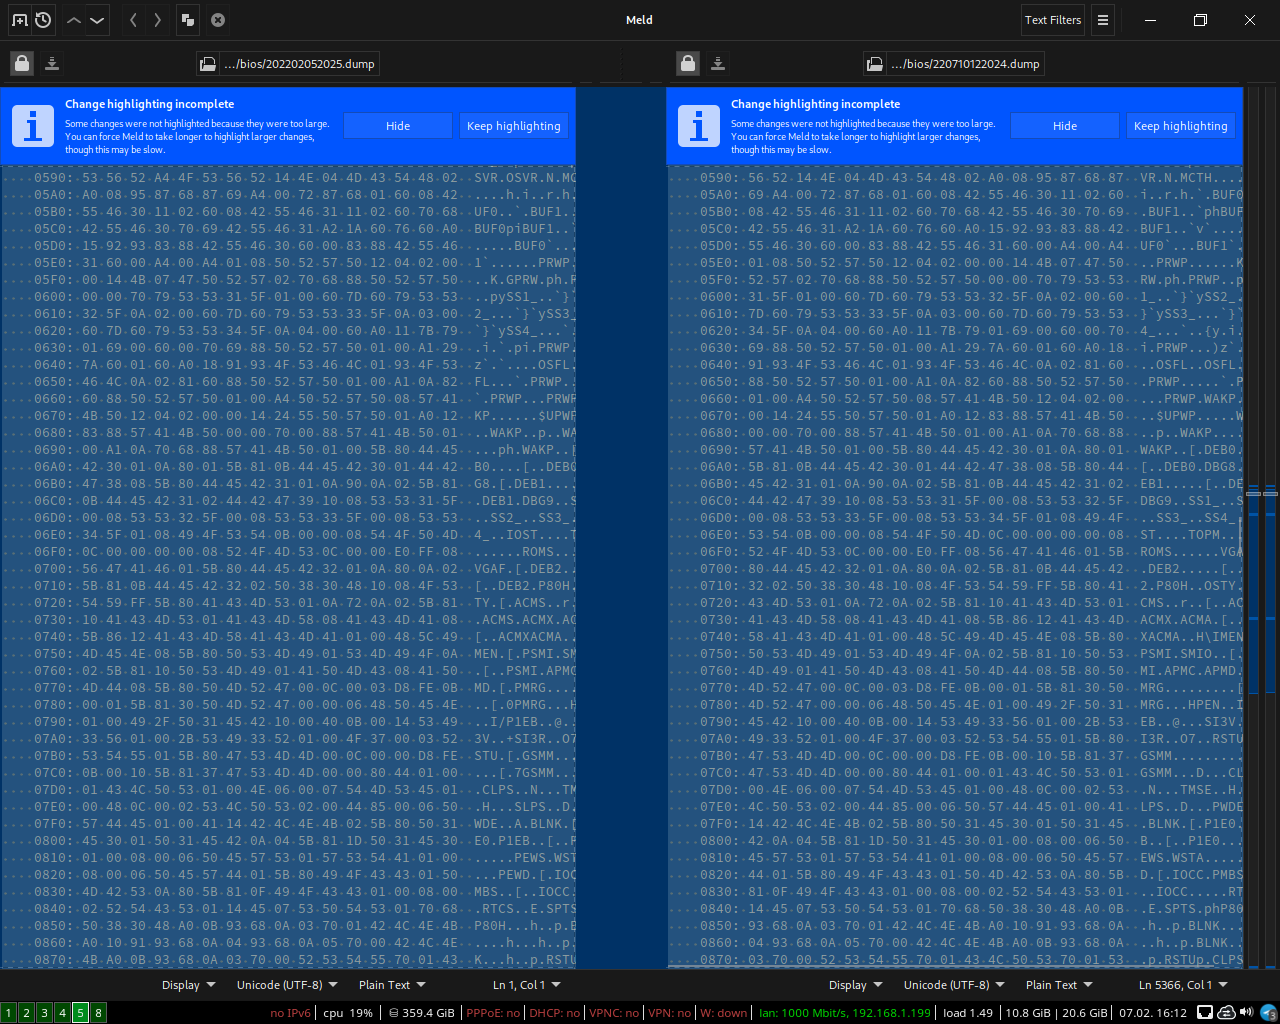 Meld
Text Filters
.../bios/202202052025.dump
Change highlighting incomplete
Some changes were not highlighted because they were too large.
You can force Meld to take longer to highlight larger changes,
though this may be slow.
Hide
Keep highlighting
0590: 53 56 52 A4 4F 53 56 52 14 4E 04 4D 43 54 48 02 SVR.OSVR.N.MC
05A0: A0 08 95 87 68 87 69 A4 00 72 87 68 01 60 08 42 ....h.i..r.h.
05B0: 55 46 30 11 02 60 08 42 55 46 31 11 02 60 70 68 UF0..`.BUF1..
05C0: 42 55 46 30 70 69 42 55 46 31 A2 1A 60 76 60 A0 BUF0piBUF1..`
05D0: 15 92 93 83 88 42 55 46 30 60 00 83 88 42 55 46 .....BUF0`...
05E0: 31 60 00 A4 00 A4 01 08 50 52 57 50 12 04 02 00 1`......PRWP.
05F0: 00 14 4B 07 47 50 52 57 02 70 68 88 50 52 57 50 ..K.GPRW.ph.R
0600: 00 00 70 79 53 53 31 5F 01 00 60 7D 60 79 53 53 ..pySS1_..`}`
0610: 32 5F 0A 02 00 60 7D 60 79 53 53 33 5F 0A 03 00 2_...`}`ySS3_
0620: 60 7D 60 79 53 53 34 5F 0A 04 00 60 A0 11 7B 79 `}`ySS4_...`.
0630: 01 69 00 60 00 70 69 88 50 52 57 50 01 00 A1 29 .i.`.pi.PRWP.
0640: 7A 60 01 60 A0 18 91 93 4F 53 46 4C 01 93 4F 53 z`.`....OSFL.
0650: 46 4C 0A 02 81 60 88 50 52 57 50 01 00 A1 0A 82 FL...`.PRWP..
0660: 60 88 50 52 57 50 01 00 A4 50 52 57 50 08 57 41 `.PRWP...PRWP
0670: 4B 50 12 04 02 00 00 14 24 55 50 57 50 01 A0 12 KP......$UPWP
0680: 83 88 57 41 4B 50 00 00 70 00 88 57 41 4B 50 01 ..WAKP..p..WA
0690: 00 A1 0A 70 68 88 57 41 4B 50 01 00 5B 80 44 45 ...ph.WAKP..[
06A0: 42 30 01 0A 80 01 5B 81 0B 44 45 42 30 01 44 42 B0....[..DEB0
06B0: 47 38 08 5B 80 44 45 42 31 01 0A 90 0A 02 5B 81 G8.[.DEB1....
06C0: 0B 44 45 42 31 02 44 42 47 39 10 08 53 53 31 5F .DEB1.DBG9..S
06D0: 00 08 53 53 32 5F 00 08 53 53 33 5F 00 08 53 53 ..SS2_..SS3_.
06E0: 34 5F 01 08 49 4F 53 54 0B 00 00 08 54 4F 50 4D 4_..IOST....T
06F0: 0C 00 00 00 00 08 52 4F 4D 53 0C 00 00 E0 FF 08 ......ROMS...
0700: 56 47 41 46 01 5B 80 44 45 42 32 01 0A 80 0A 02 VGAF.[.DEB2..
0710: 5B 81 0B 44 45 42 32 02 50 38 30 48 10 08 4F 53 [..DEB2.P80H.
0720: 54 59 FF 5B 80 41 43 4D 53 01 0A 72 0A 02 5B 81 TY.[.ACMS..r.
0730: 10 41 43 4D 53 01 41 43 4D 58 08 41 43 4D 41 08 .ACMS.ACMX.AC
0740: 5B 86 12 41 43 4D 58 41 43 4D 41 01 00 48 5C 49 [..ACMXACMA..
0750: 4D 45 4E 08 5B 80 50 53 4D 49 01 53 4D 49 4F 0A MEN.[.PSMI.SM
0760: 02 5B 81 10 50 53 4D 49 01 41 50 4D 43 08 41 50 .[..PSMI.APMC
0770: 4D 44 08 5B 80 50 4D 52 47 00 0C 00 03 D8 FE 0B MD.[.PMRG....
0780: 00 01 5B 81 30 50 4D 52 47 00 00 06 48 50 45 4E ..[.0PMRG...H
0790: 01 00 49 2F 50 31 45 42 10 00 40 0B 00 14 53 49 ..I/P1EB..@..
07A0: 33 56 01 00 2B 53 49 33 52 01 00 4F 37 00 03 52 3V..+SI3R..O7
07B0: 53 54 55 01 5B 80 47 53 4D 4D 00 0C 00 00 D8 FE STU.[.GSMM...
07C0: 0B 00 10 5B 81 37 47 53 4D 4D 00 00 80 44 01 00 ...[.7GSMM...
07D0: 01 43 4C 50 53 01 00 4E 06 00 07 54 4D 53 45 01 .CLPS..N...TM
07E0: 00 48 0C 00 02 53 4C 50 53 02 00 44 85 00 06 50 .H...SLPS..D.
07F0: 57 44 45 01 00 41 14 42 4C 4E 4B 02 5B 80 50 31 WDE..A.BLNK.[
0800: 45 30 01 50 31 45 42 0A 04 5B 81 1D 50 31 45 30 E0.P1EB..[..P
0810: 01 00 08 00 06 50 45 57 53 01 57 53 54 41 01 00 .....PEWS.WST
0820: 08 00 06 50 45 57 44 01 5B 80 49 4F 43 43 01 50 ...PEWD.[.IOC
0830: 4D 42 53 0A 80 5B 81 0F 49 4F 43 43 01 00 08 00 MBS..[..IOCC.
0840: 02 52 54 43 53 01 14 45 07 53 50 54 53 01 70 68 .RTCS..E.SPTS
0850: 50 38 30 48 A0 0B 93 68 0A 03 70 01 42 4C 4E 4B P80H...h..p.B
0860: A0 10 91 93 68 0A 04 93 68 0A 05 70 00 42 4C 4E ....h...h..p.
0870: 4B A0 0B 93 68 0A 03 70 01 52 53 54 55 70 01 43 K...h..p.RSTU
Display
Unicode (UTF-8)
Plain Text
Ln 1, Col 1
.../bios/220710122024.dump
Change highlighting incomplete
Some changes were not highlighted because they were too large.
You can force Meld to take longer to highlight larger changes,
though this may be slow.
Hide
Keep highlighting
0590: 56 52 14 4E 04 4D 43 54 48 02 A0 08 95 87 68 87 VR.N.MCTH....
05A0: 69 A4 00 72 87 68 01 60 08 42 55 46 30 11 02 60 i..r.h.`.BUF0
05B0: 08 42 55 46 31 11 02 60 70 68 42 55 46 30 70 69 .BUF1..`phBUF
05C0: 42 55 46 31 A2 1A 60 76 60 A0 15 92 93 83 88 42 BUF1..`v`....
05D0: 55 46 30 60 00 83 88 42 55 46 31 60 00 A4 00 A4 UF0`...BUF1`.
05E0: 01 08 50 52 57 50 12 04 02 00 00 14 4B 07 47 50 ..PRWP......K
05F0: 52 57 02 70 68 88 50 52 57 50 00 00 70 79 53 53 RW.ph.PRWP..p
0600: 31 5F 01 00 60 7D 60 79 53 53 32 5F 0A 02 00 60 1_..`}`ySS2_.
0610: 7D 60 79 53 53 33 5F 0A 03 00 60 7D 60 79 53 53 }`ySS3_...`}`
0620: 34 5F 0A 04 00 60 A0 11 7B 79 01 69 00 60 00 70 4_...`..{y.i.
0630: 69 88 50 52 57 50 01 00 A1 29 7A 60 01 60 A0 18 i.PRWP...)z`.
0640: 91 93 4F 53 46 4C 01 93 4F 53 46 4C 0A 02 81 60 ..OSFL..OSFL.
0650: 88 50 52 57 50 01 00 A1 0A 82 60 88 50 52 57 50 .PRWP.....`.P
0660: 01 00 A4 50 52 57 50 08 57 41 4B 50 12 04 02 00 ...PRWP.WAKP.
0670: 00 14 24 55 50 57 50 01 A0 12 83 88 57 41 4B 50 ..$UPWP.....W
0680: 00 00 70 00 88 57 41 4B 50 01 00 A1 0A 70 68 88 ..p..WAKP....
0690: 57 41 4B 50 01 00 5B 80 44 45 42 30 01 0A 80 01 WAKP..[.DEB0.
06A0: 5B 81 0B 44 45 42 30 01 44 42 47 38 08 5B 80 44 [..DEB0.DBG8.
06B0: 45 42 31 01 0A 90 0A 02 5B 81 0B 44 45 42 31 02 EB1.....[..DE
06C0: 44 42 47 39 10 08 53 53 31 5F 00 08 53 53 32 5F DBG9..SS1_..S
06D0: 00 08 53 53 33 5F 00 08 53 53 34 5F 01 08 49 4F ..SS3_..SS4_.
06E0: 53 54 0B 00 00 08 54 4F 50 4D 0C 00 00 00 00 08 ST....TOPM...
06F0: 52 4F 4D 53 0C 00 00 E0 FF 08 56 47 41 46 01 5B ROMS......VGA
0700: 80 44 45 42 32 01 0A 80 0A 02 5B 81 0B 44 45 42 .DEB2.....[..
0710: 32 02 50 38 30 48 10 08 4F 53 54 59 FF 5B 80 41 2.P80H..OSTY.
0720: 43 4D 53 01 0A 72 0A 02 5B 81 10 41 43 4D 53 01 CMS..r..[..AC
0730: 41 43 4D 58 08 41 43 4D 41 08 5B 86 12 41 43 4D ACMX.ACMA.[..
0740: 58 41 43 4D 41 01 00 48 5C 49 4D 45 4E 08 5B 80 XACMA..H\IMEN
0750: 50 53 4D 49 01 53 4D 49 4F 0A 02 5B 81 10 50 53 PSMI.SMIO..[.
0760: 4D 49 01 41 50 4D 43 08 41 50 4D 44 08 5B 80 50 MI.APMC.APMD.
0770: 4D 52 47 00 0C 00 03 D8 FE 0B 00 01 5B 81 30 50 MRG.........[
0780: 4D 52 47 00 00 06 48 50 45 4E 01 00 49 2F 50 31 MRG...HPEN..I
0790: 45 42 10 00 40 0B 00 14 53 49 33 56 01 00 2B 53 EB..@...SI3V.
07A0: 49 33 52 01 00 4F 37 00 03 52 53 54 55 01 5B 80 I3R..O7..RSTU
07B0: 47 53 4D 4D 00 0C 00 00 D8 FE 0B 00 10 5B 81 37 GSMM.........
07C0: 47 53 4D 4D 00 00 80 44 01 00 01 43 4C 50 53 01 GSMM...D...CL
07D0: 00 4E 06 00 07 54 4D 53 45 01 00 48 0C 00 02 53 .N...TMSE..H.
07E0: 4C 50 53 02 00 44 85 00 06 50 57 44 45 01 00 41 LPS..D...PWDE
07F0: 14 42 4C 4E 4B 02 5B 80 50 31 45 30 01 50 31 45 .BLNK.[.P1E0.
0800: 42 0A 04 5B 81 1D 50 31 45 30 01 00 08 00 06 50 B..[..P1E0...
0810: 45 57 53 01 57 53 54 41 01 00 08 00 06 50 45 57 EWS.WSTA.....
0820: 44 01 5B 80 49 4F 43 43 01 50 4D 42 53 0A 80 5B D.[.IOCC.PMBS
0830: 81 0F 49 4F 43 43 01 00 08 00 02 52 54 43 53 01 ..IOCC.....RT
0840: 14 45 07 53 50 54 53 01 70 68 50 38 30 48 A0 0B .E.SPTS.phP80
0850: 93 68 0A 03 70 01 42 4C 4E 4B A0 10 91 93 68 0A .h..p.BLNK...
0860: 04 93 68 0A 05 70 00 42 4C 4E 4B A0 0B 93 68 0A ..h..p.BLNK..
0870: 03 70 01 52 53 54 55 70 01 43 4C 50 53 70 01 53 .p.RSTUp.CLPS
Display
Unicode (UTF-8)
Plain Text
Ln 5366, Col 1
1 2 3 4 5 8
no IPv6 | cpu 19% | 359.4 GiB | PPPoE: no | DHCP: no | VPNC: no | VPN: no | W: down | lan: 1000 Mbit/s, 192.168.1.199 | load 1.49 | 10.8 GiB | 20.6 GiB | 07.02. 16:12